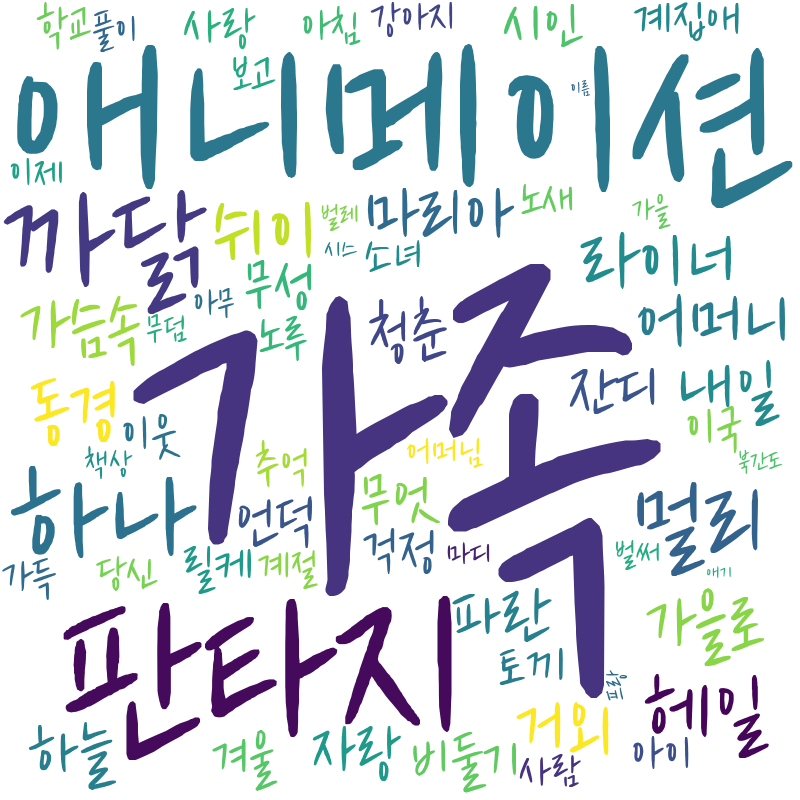 학교 풀이 사랑 아침 강아지 시인 계집애
보고
애니메이션
이름
이제
까닭 쉬이 벌레 마리아 노새 가을
시스 소녀 라이너
가슴속 무덤 아무 무성 노루 청춘 어머니
가족
동경 이웃 잔디 내일
책상 이국
추억 어머님 북간도
하나 언덕 무엇 멀리
가득 당신 릴케 계절 걱정 마디 벌써
애기
판타지 파란 가을로
토끼
피
하늘 겨울 자랑 비둘기 거외 헤일
사람 아이